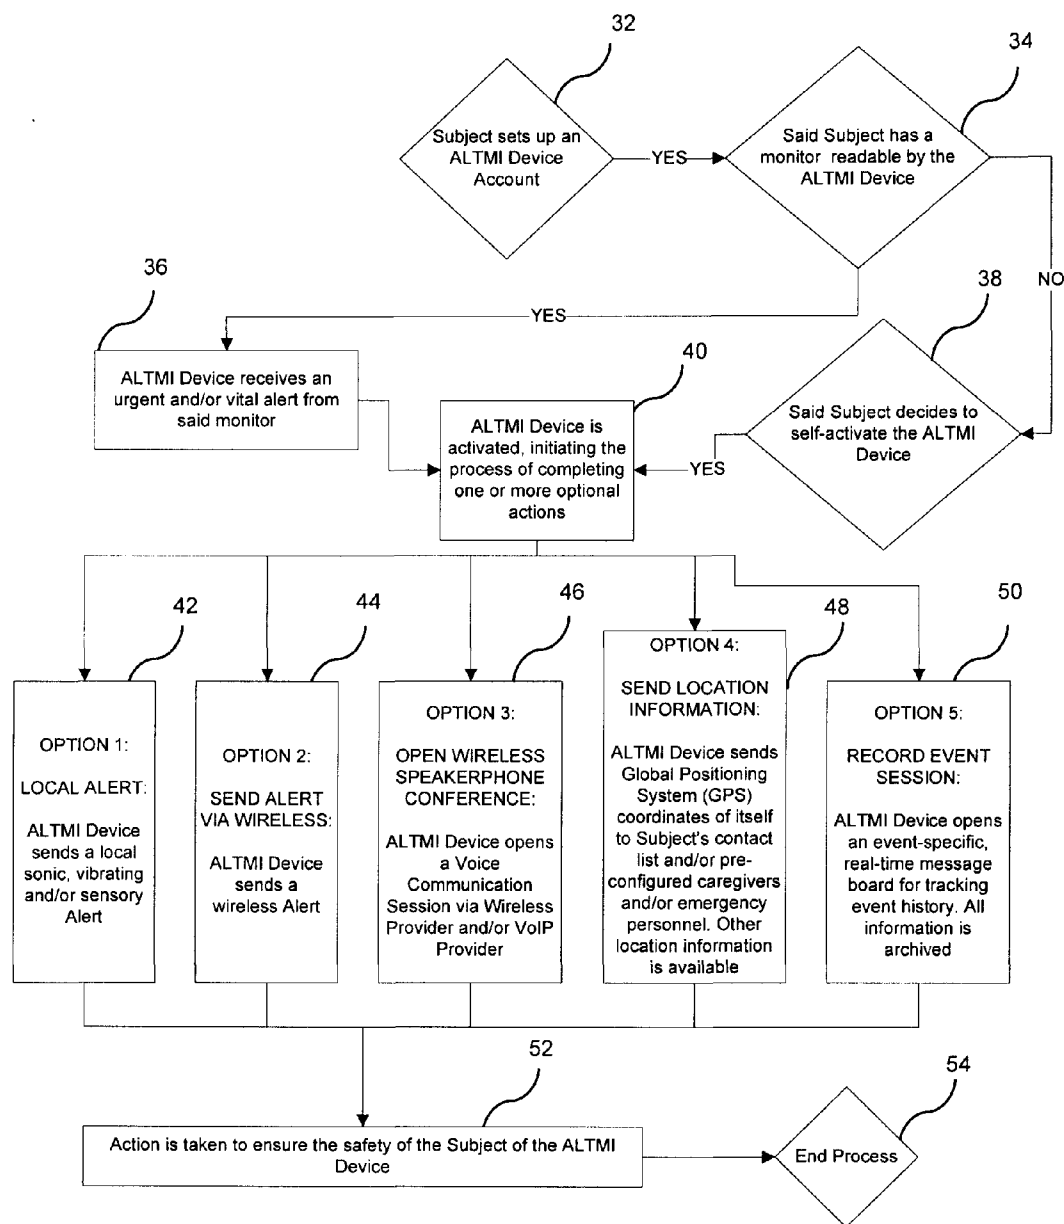 32
34
Subject sets up an
ALTMI Device
Account
YES
Said Subject has a
monitor readable by the
ALTMI Device
36
38
NO
YES
40
ALTMI Device receives an
urgent and/or vital alert from
said monitor
ALTMI Device is
activated, initiating the
process of completing
one or more optional
actions
YES
Said Subject decides to
self-activate the ALTMI
Device
42
44
46
48
50
OPTION 1:
LOCAL ALERT:
ALTMI Device
sends a local
sonic, vibrating
and/or sensory
Alert
OPTION 2:
SEND ALERT
VIA WIRELESS:
ALTMI Device
sends a
wireless Alert
OPTION 3:
OPEN WIRELESS
SPEAKERPHONE
CONFERENCE:
ALTMI Device opens
a Voice
Communication
Session via Wireless
Provider and/or VoIP
Provider
OPTION 4:
SEND LOCATION
INFORMATION:
ALTMI Device sends
Global Positioning
System (GPS)
coordinates of itself
to Subject's contact
list and/or pre-
configured caregivers
and/or emergency
personnel. Other
location information
is available
OPTION 5:
RECORD EVENT
SESSION:
ALTMI Device opens
an event-specific,
real-time message
board for tracking
event history. All
information is
archived
52
54
Action is taken to ensure the safety of the Subject of the ALTMI
Device
End Process